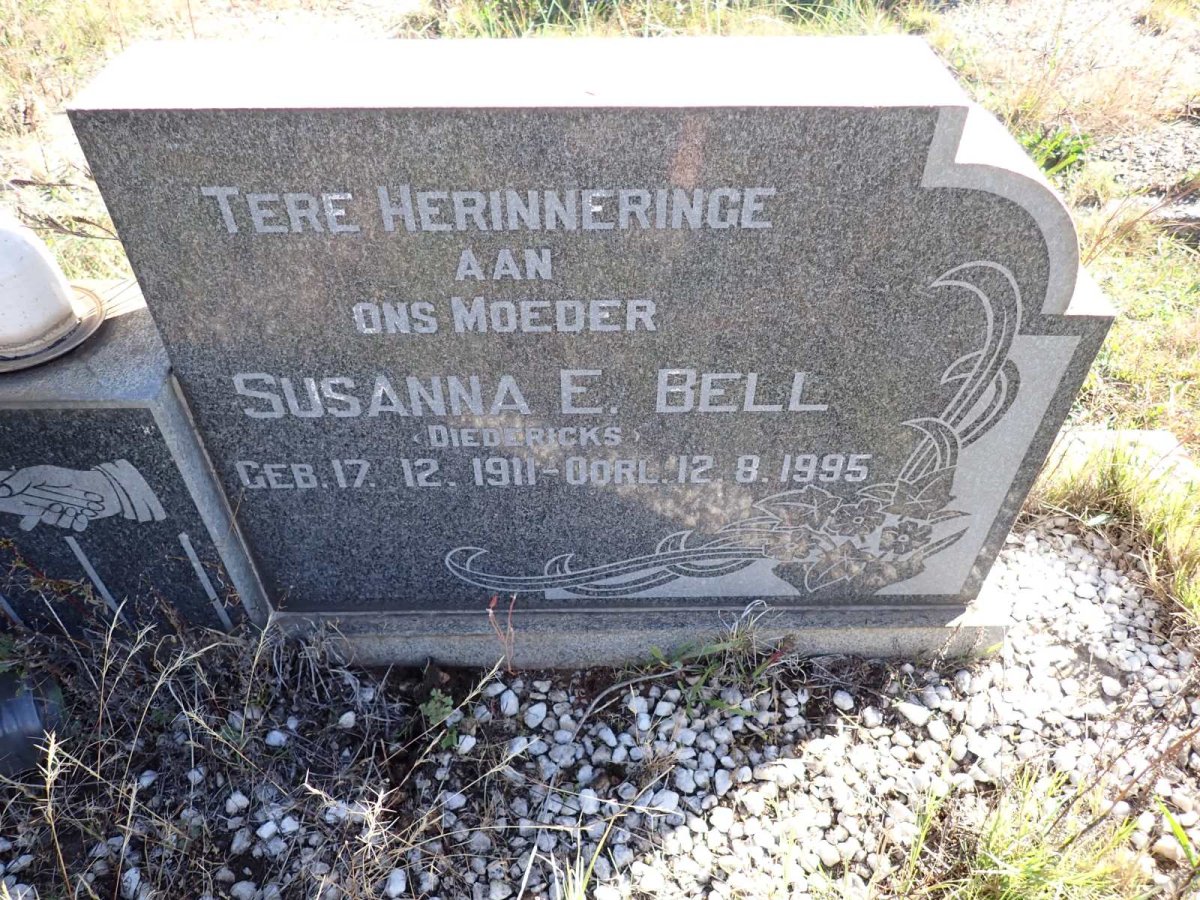 TERE HERINNERINGE
AAN
ONS MOEDER
SUSANNA E. BELL
(DIEDERICKS)
GEB. 17. 12. 1911 - OORL. 12. 8. 1995